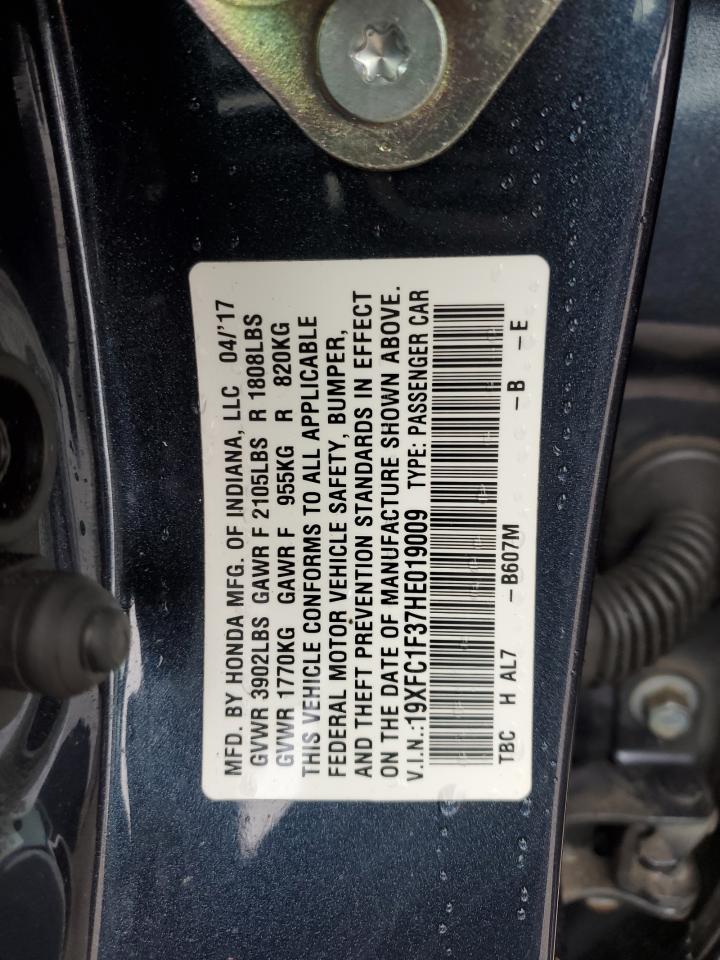 MFD. BY HONDA MFG. OF INDIANA, LLC 04/'17
GVWR 3902LBS GAWR F 2105LBS R 1808LBS
GVWR 1770KG GAWR F 955KG R 820KG
THIS VEHICLE CONFORMS TO ALL APPLICABLE
FEDERAL MOTOR VEHICLE SAFETY, BUMPER,
AND THEFT PREVENTION STANDARDS IN EFFECT
ON THE DATE OF MANUFACTURE SHOWN ABOVE.
V.I.N.:19XFC1F37HE019009 TYPE: PASSENGER CAR
TBC H AL7 -B607M -B -E